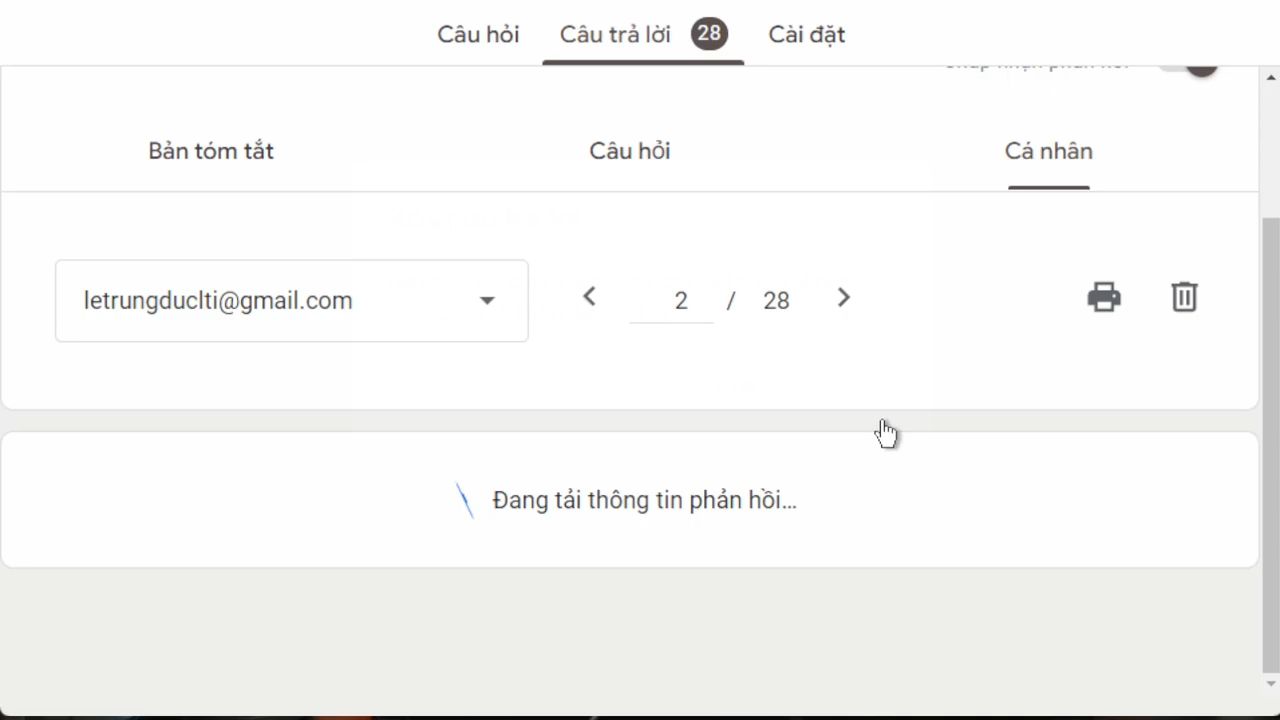 Câu hỏi Câu trả lời 28 Cài đặt
Bản tóm tắt Câu hỏi Cá nhân
letrungduclti@gmail.com 2 / 28
Đang tải thông tin phản hồi...